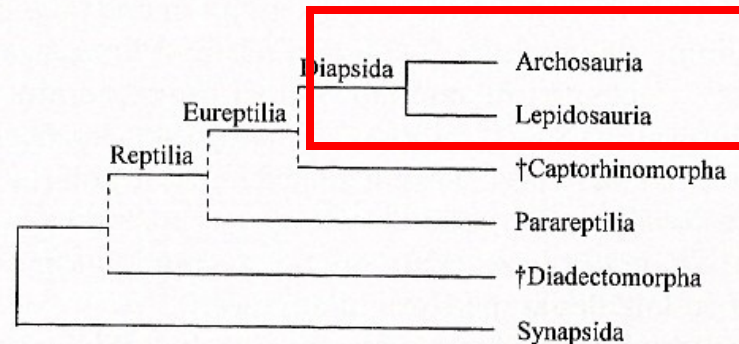 Diapsida
Archosauria
Lepidosauria
Eureptilia
†Captorhinomorpha
Reptilia
Parareptilia
†Diadectomorpha
Synapsida